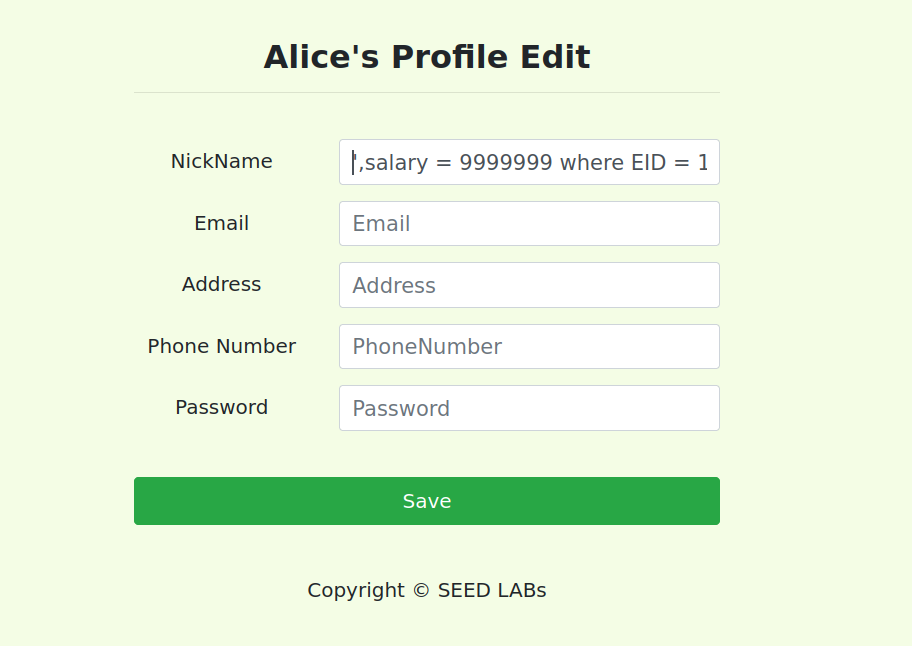 Alice's Profile Edit
NickName
',salary = 9999999 where EID = 1
Email
Email
Address
Address
Phone Number
PhoneNumber
Password
Password
Save
Copyright © SEED LABs